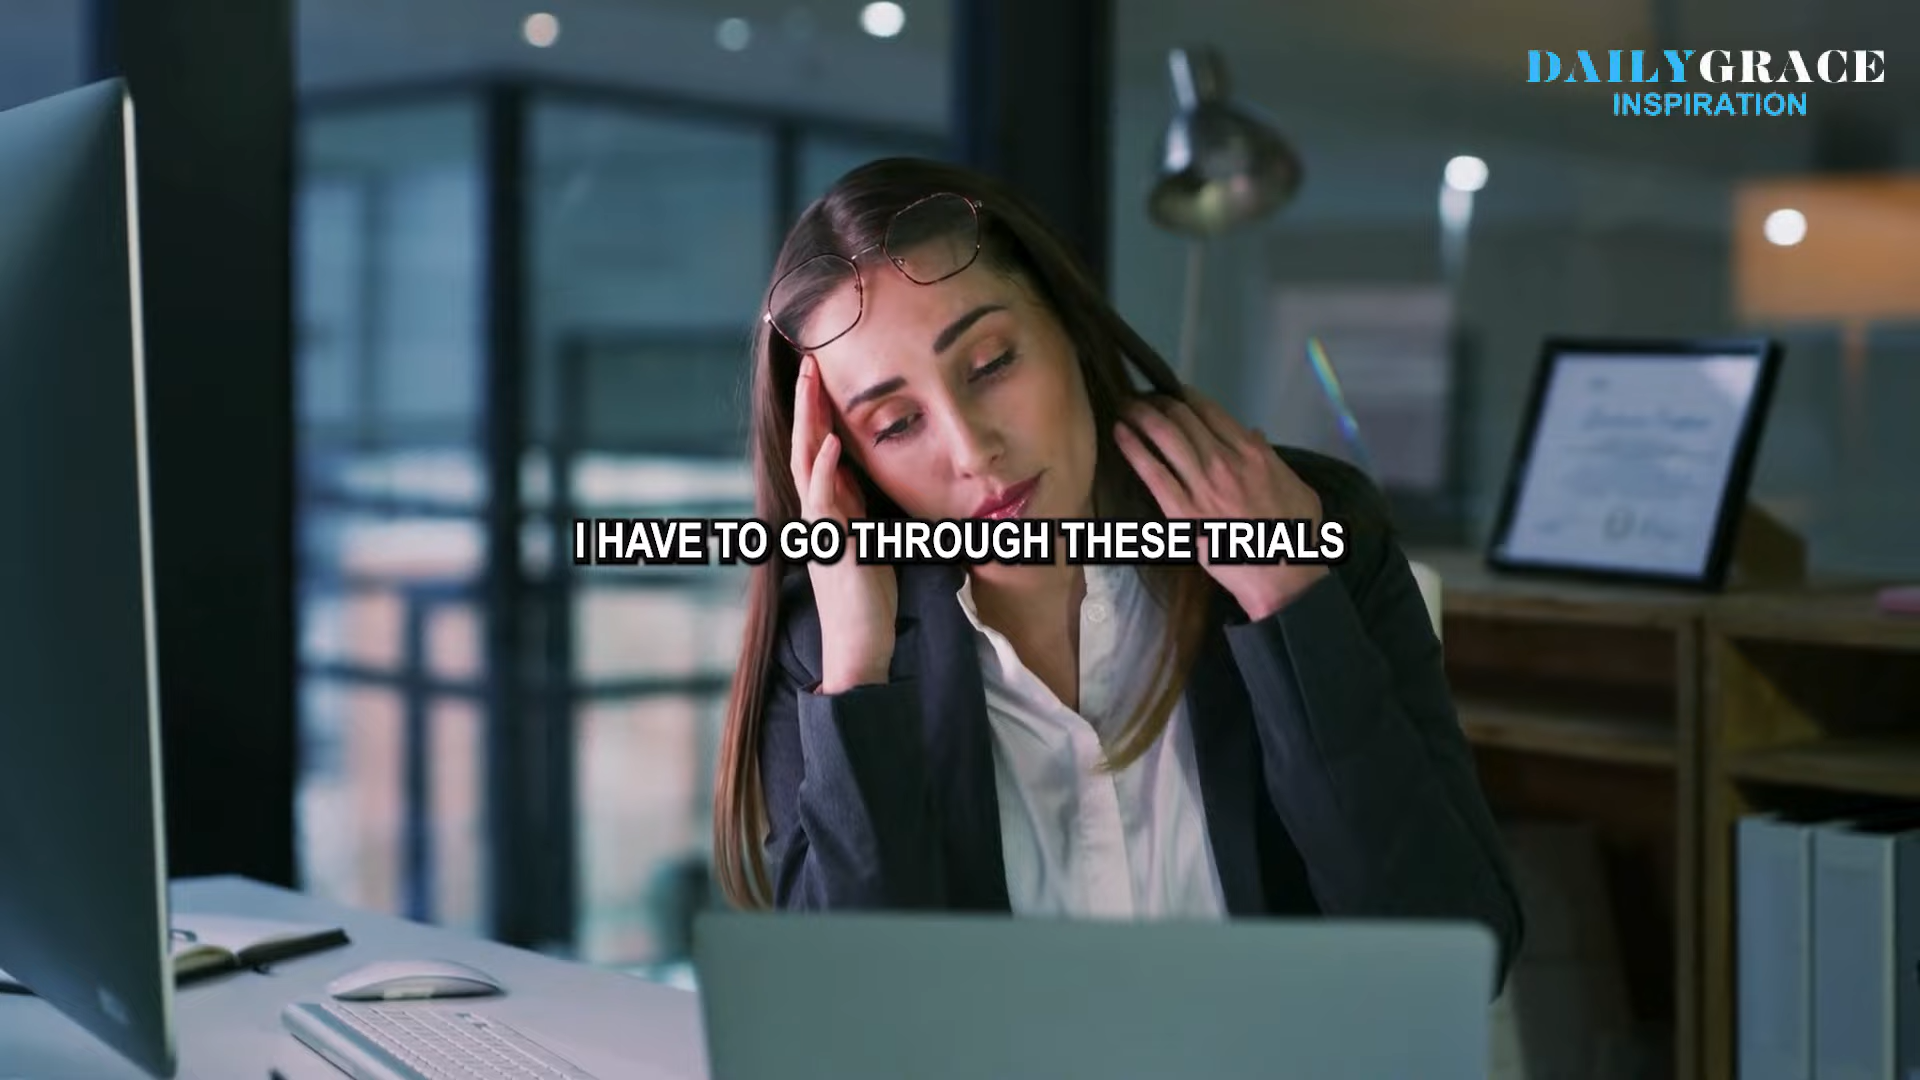 DAILYGRACE
INSPIRATION
I HAVE TO GO THROUGH THESE TRIALS